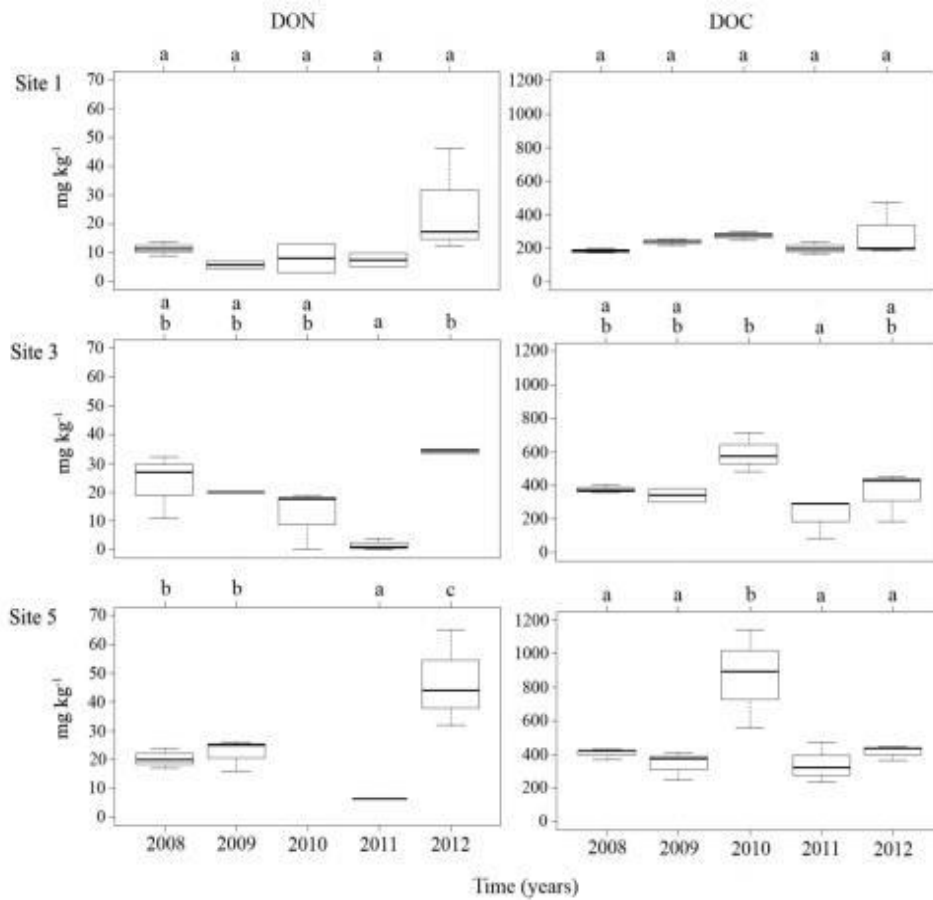 DON DOC
a a a a a a a a a a
Site 1
70 1200
60 1000
50 800
40
30 600
20 400
10 200
0 0
mg kg-1
a a a a a a
b b b a b b b b a b
Site 3
70 1200
60 1000
50 800
40
30 600
20 400
10 200
0 0
mg kg-1
b b a c a a b a a
Site 5
70 1200
60 1000
50 800
40
30 600
20 400
10 200
0 0
mg kg-1
2008 2009 2010 2011 2012 2008 2009 2010 2011 2012
Time (years)